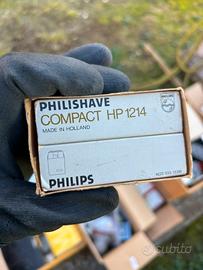 PHILIPS
PHILISHAVE
COMPACT HP 1214
MADE IN HOLLAND
PHILIPS
subito